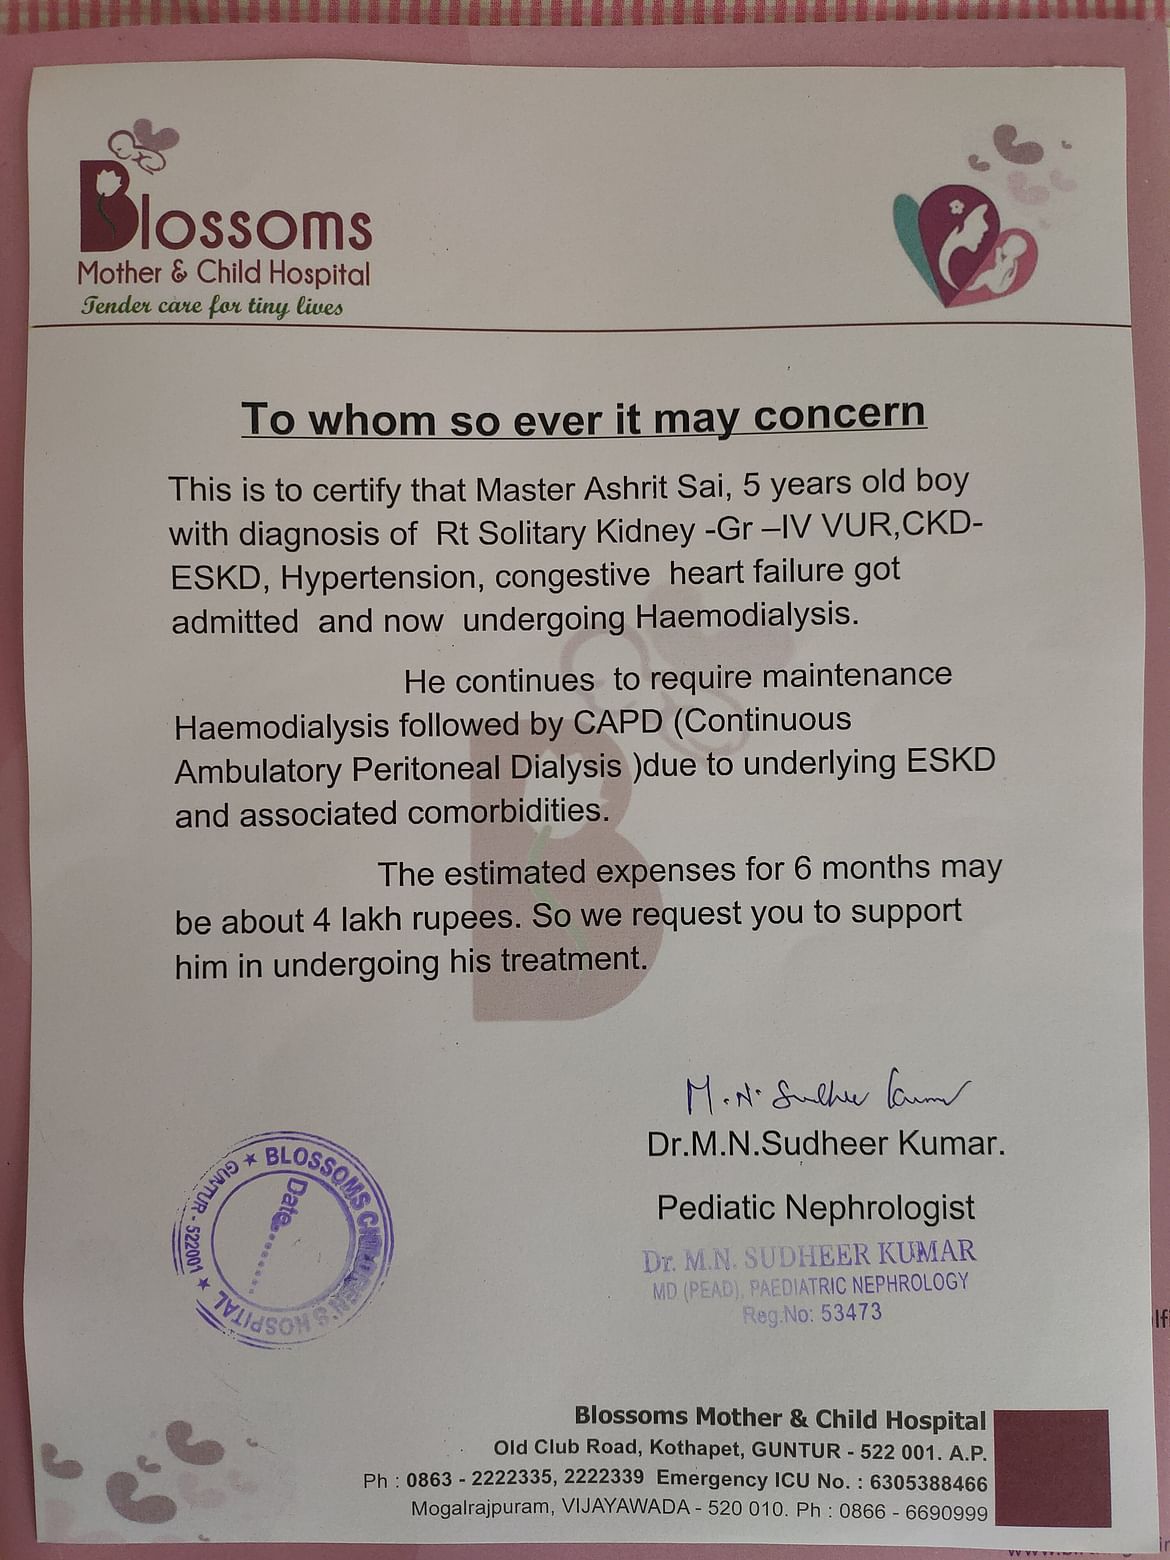 Blossoms
Mother & Child Hospital
Tender care for tiny lives
To whom so ever it may concern
This is to certify that Master Ashrit Sai, 5 years old boy
with diagnosis of Rt Solitary Kidney -Gr –IV VUR,CKD-
ESKD, Hypertension, congestive heart failure got
admitted and now undergoing Haemodialysis.
He continues to require maintenance
Haemodialysis followed by CAPD (Continuous
Ambulatory Peritoneal Dialysis )due to underlying ESKD
and associated comorbidities.
The estimated expenses for 6 months may
be about 4 lakh rupees. So we request you to support
him in undergoing his treatment.
M.N. Sudheer Kumar
Dr.M.N.Sudheer Kumar.
Pediatic Nephrologist
Dr. M.N. SUDHEER KUMAR
MD (PEAD), PAEDIATRIC NEPHROLOGY
Reg.No: 53473
★ BLOSSOMS CHILDREN'S HOSPITAL ★
GUNTUR - 522001
Date..........
Blossoms Mother & Child Hospital
Old Club Road, Kothapet, GUNTUR - 522 001. A.P.
Ph : 0863 - 2222335, 2222339 Emergency ICU No. : 6305388466
Mogalrajpuram, VIJAYAWADA - 520 010. Ph : 0866 - 6690999